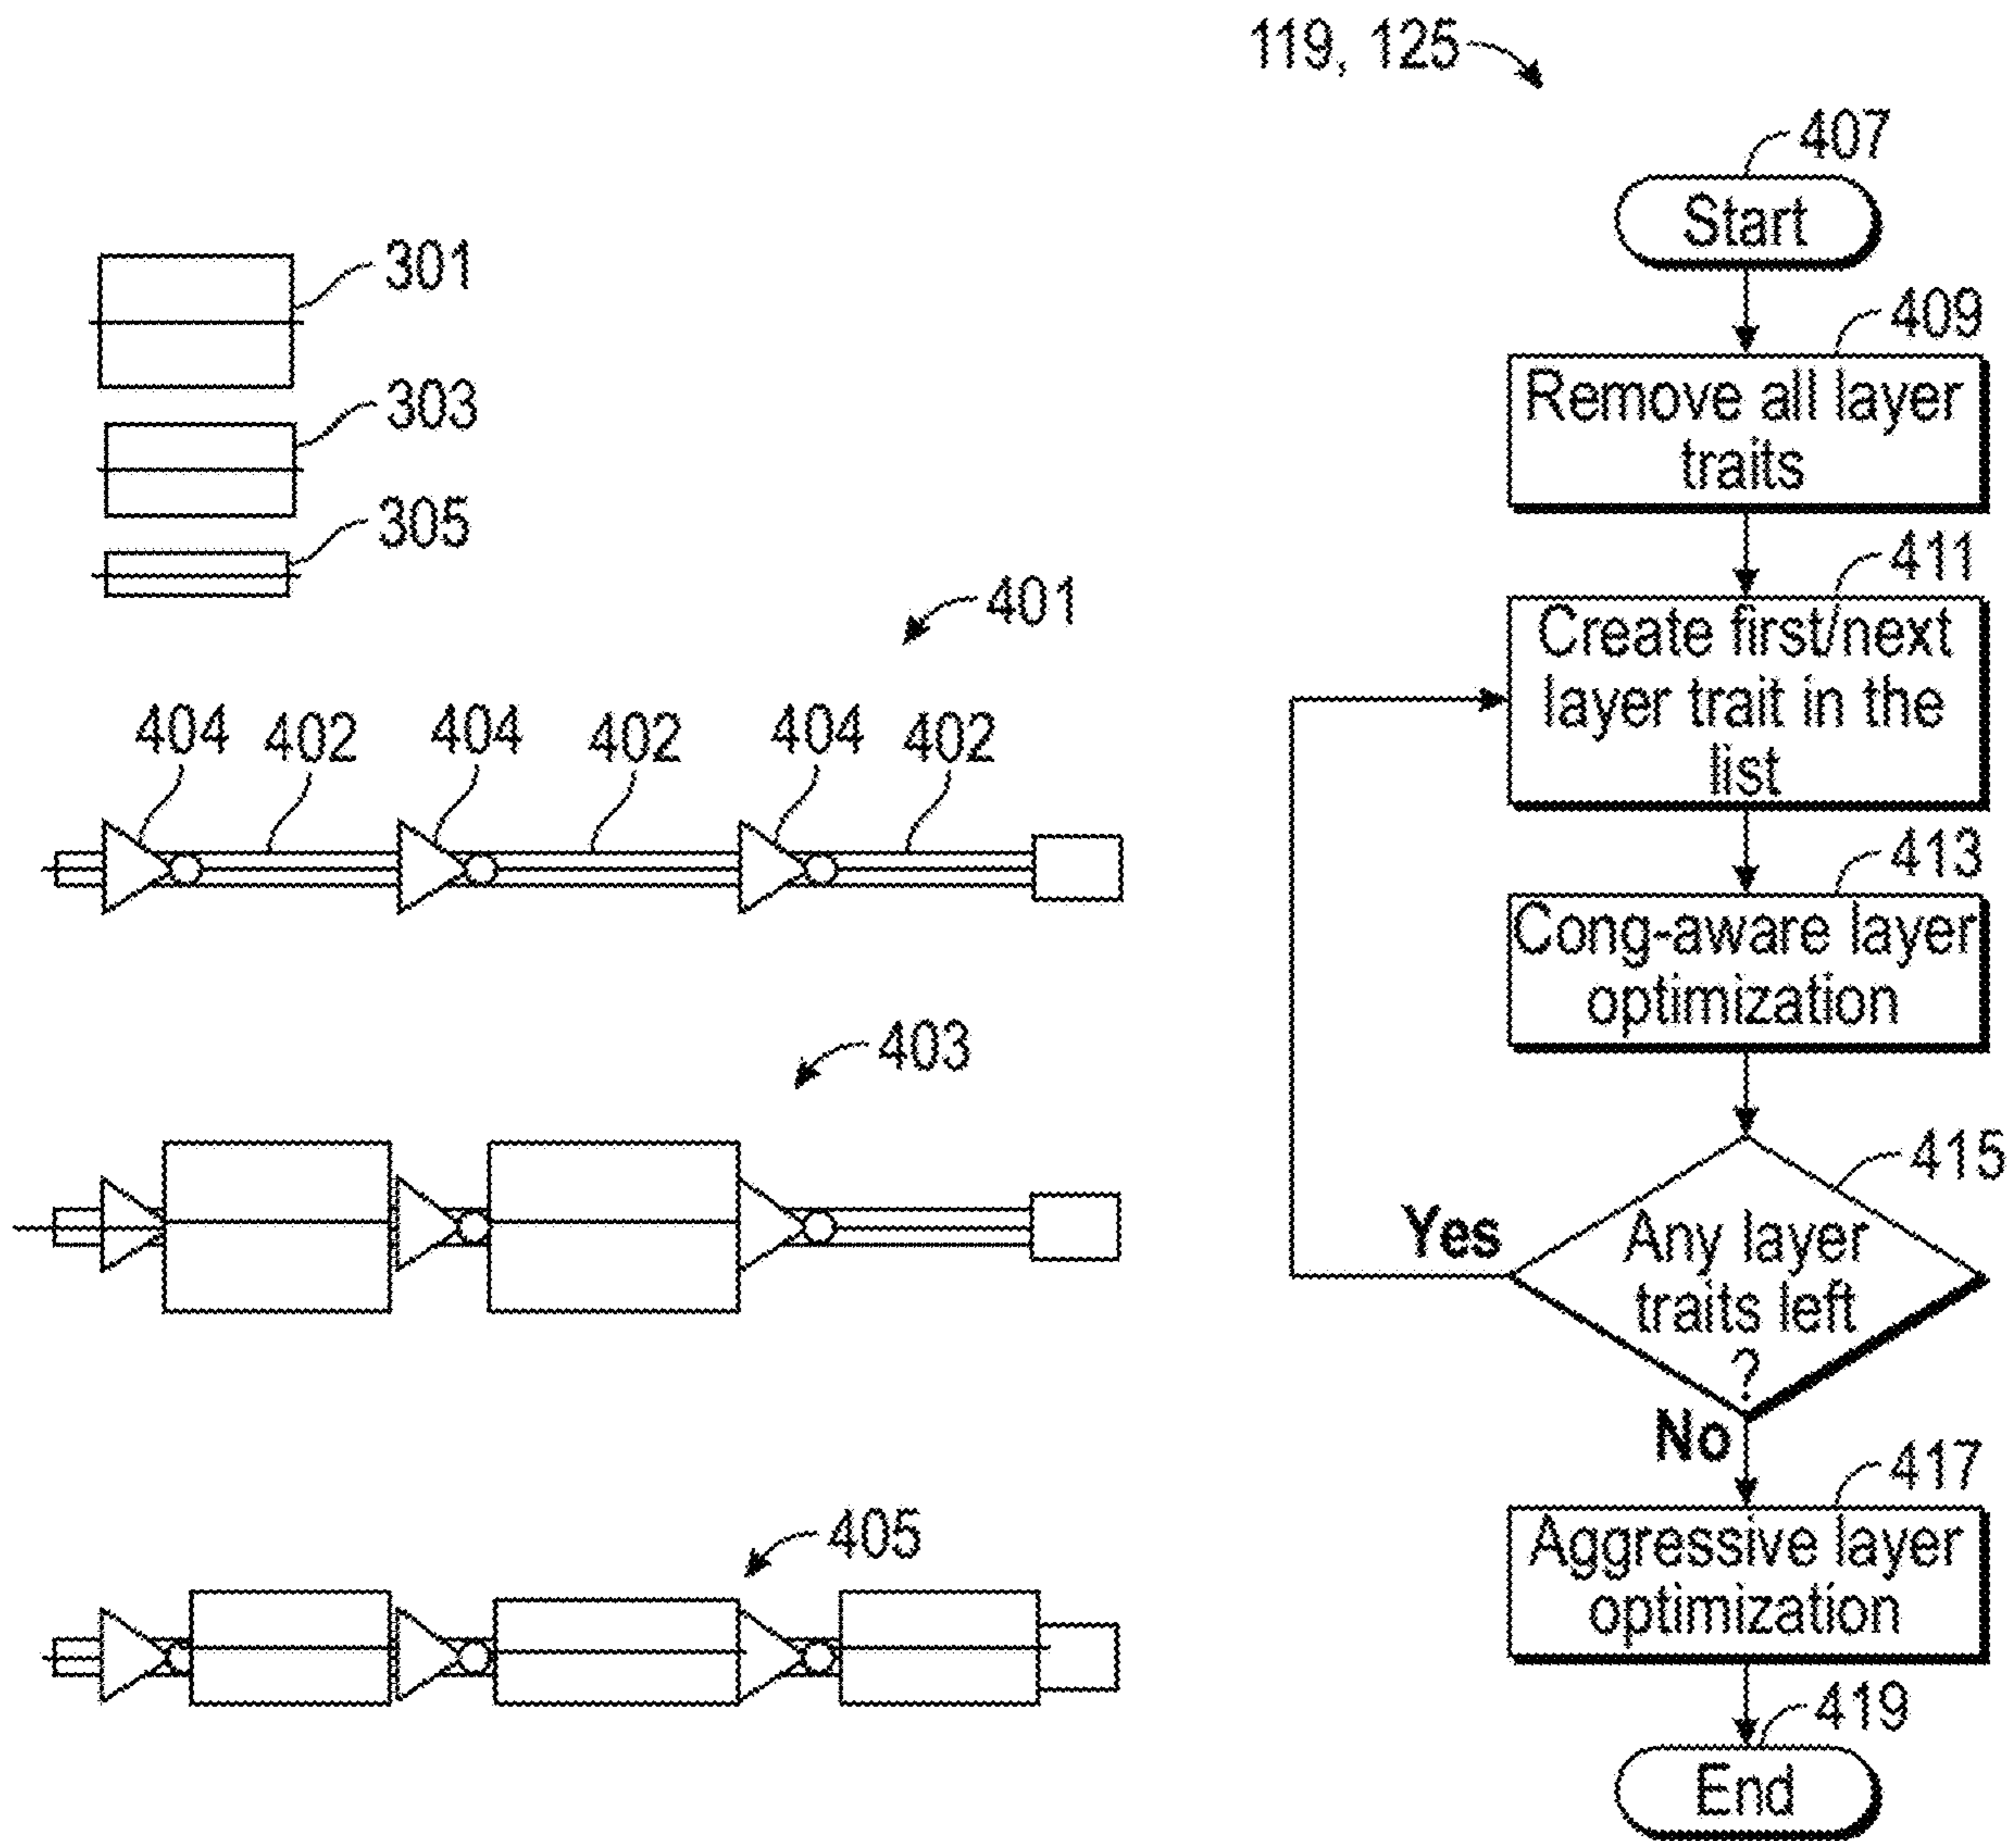 119, 125
301
303
305
401
404
402
404
402
404
402
403
405
407
Start
409
Remove all layer
traits
411
Create first/next
layer trait in the
list
413
Cong-aware layer
optimization
415
Any layer
traits left
?
Yes
No
417
Aggressive layer
optimization
419
End